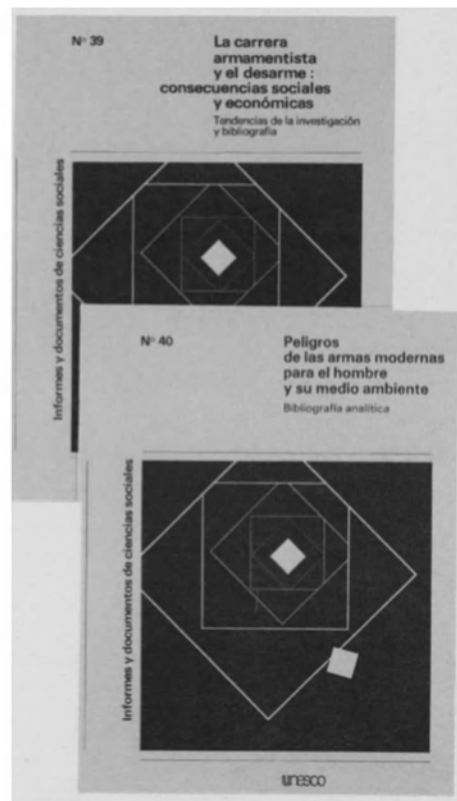 Nº 39
La carrera
armamentista
y el desarme :
consecuencias sociales
y económicas
Tendencias de la investigación
y bibliografía
Informes y documentos de ciencias sociales
Nº 40
Peligros
de las armas modernas
para el hombre
y su medio ambiente
Bibliografía analítica
Informes y documentos de ciencias sociales
unesco